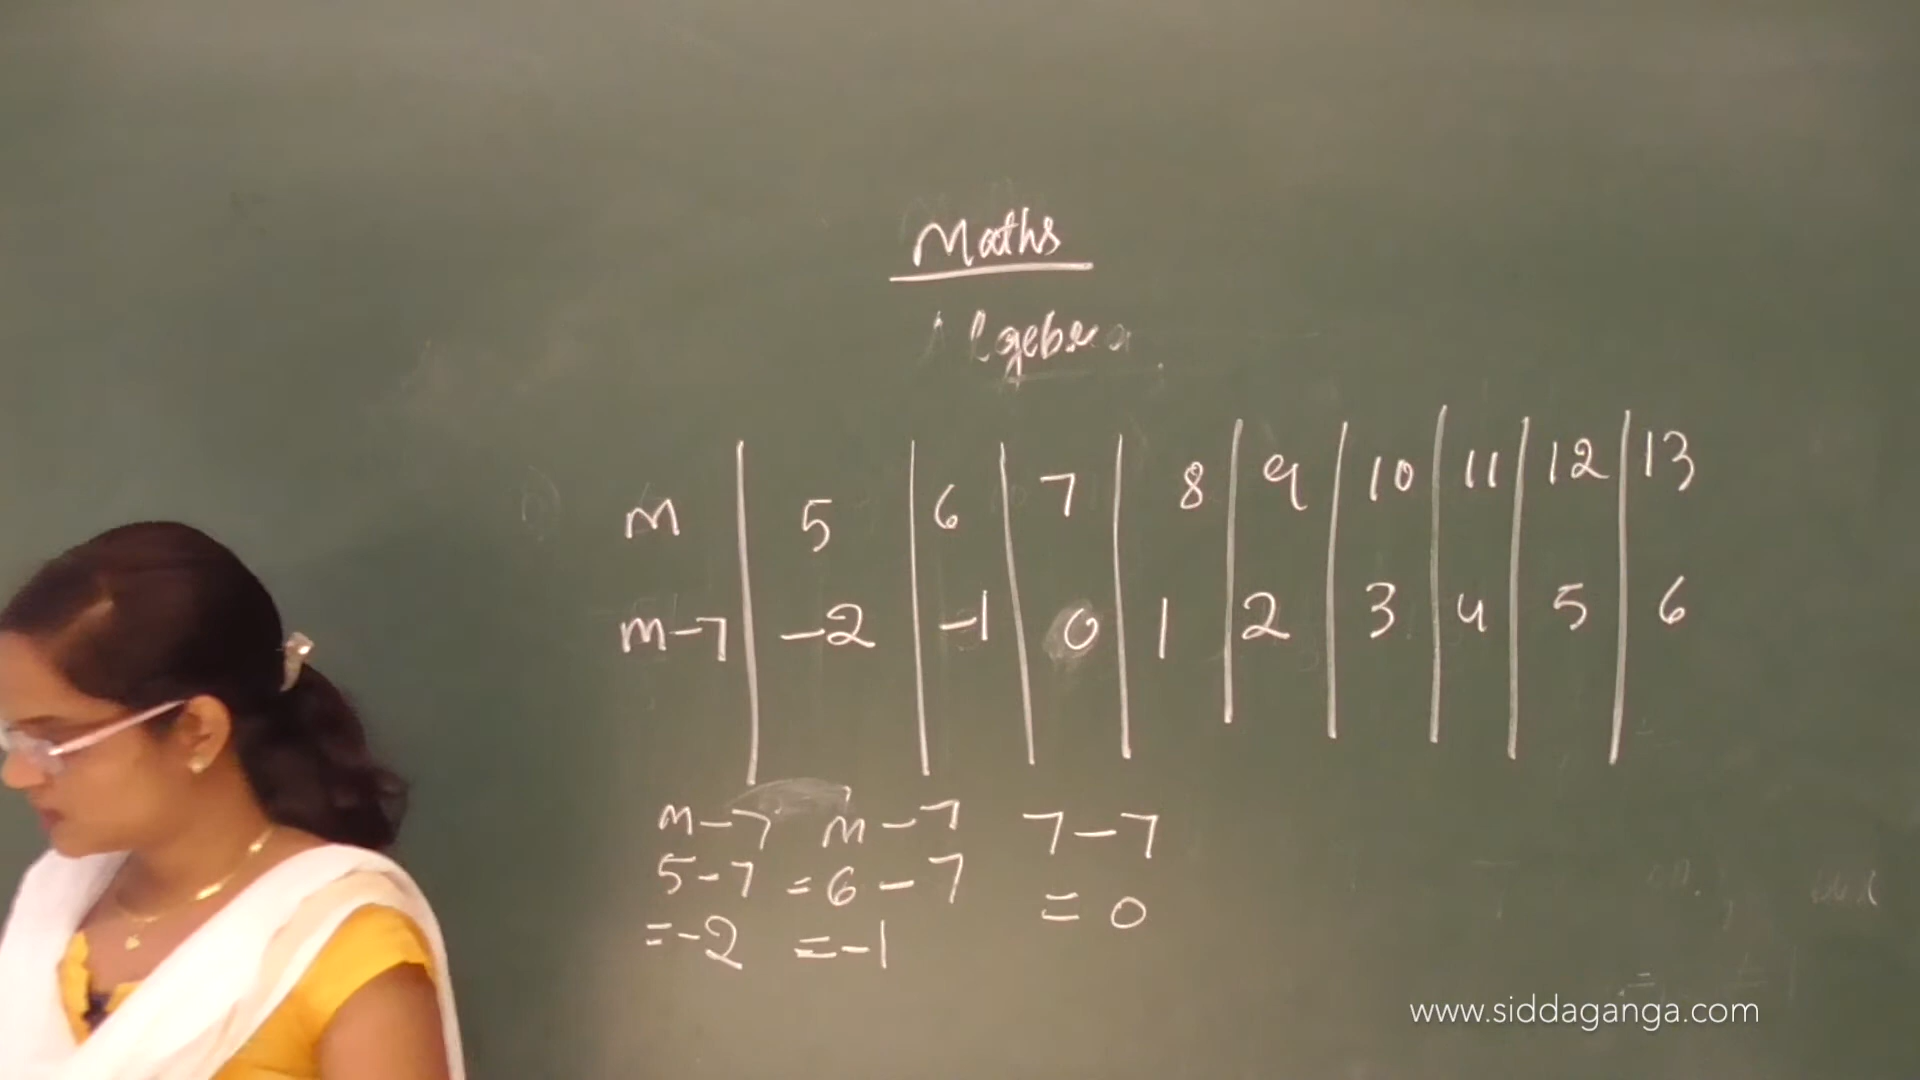 Maths
Algebra
m 5 6 7 8 9 10 11 12 13
m-7 -2 -1 0 1 2 3 4 5 6
m-7 m-7 7-7
5-7 =6-7 =0
=-2 =-1
www.siddaganga.com